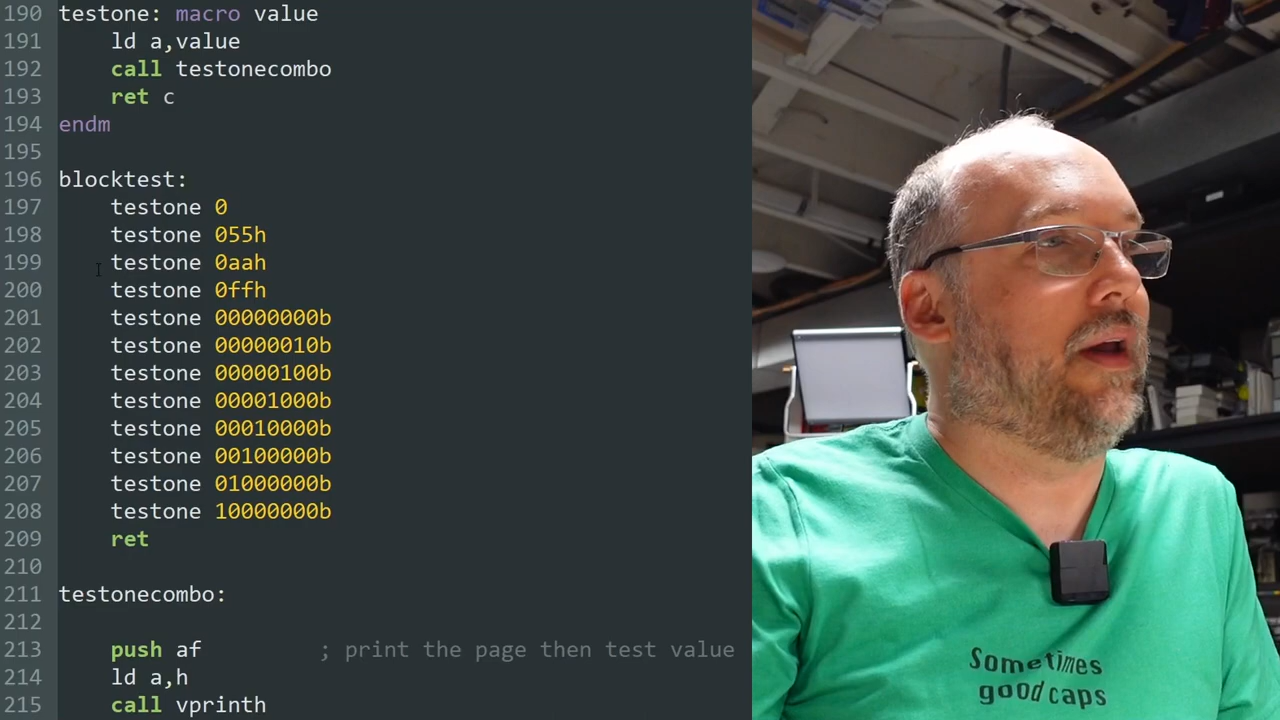 190 testone: macro value
191     ld a,value
192     call testonecombo
193     ret c
194 endm
195
196 blocktest:
197     testone 0
198     testone 055h
199     testone 0aah
200     testone 0ffh
201     testone 00000000b
202     testone 00000010b
203     testone 00000100b
204     testone 00001000b
205     testone 00010000b
206     testone 00100000b
207     testone 01000000b
208     testone 10000000b
209     ret
210
211 testonecombo:
212
213     push af         ; print the page then test value
214     ld a,h
215     call vprinth
Sometimes
good caps